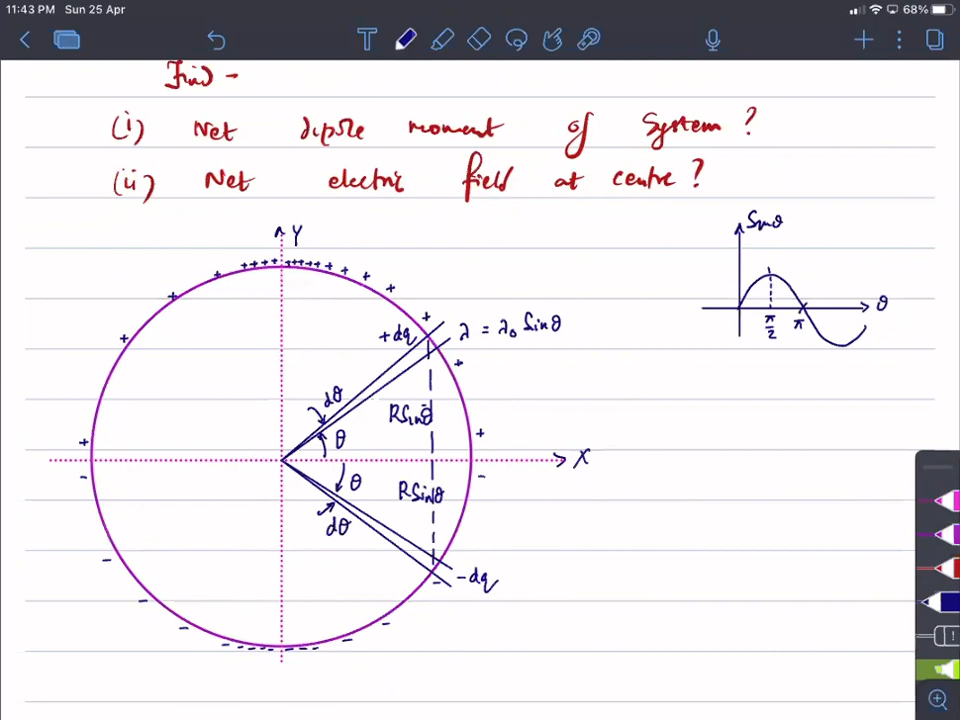 11:43 PM Sun 25 Apr
68%
Find -
(i) Net dipole moment of System ?
(ii) Net electric field at centre ?
Y
Sinθ
θ
π/2
π
+dq
λ = λ₀ Sinθ
dθ
RSinθ
θ
X
θ
RSinθ
dθ
-dq